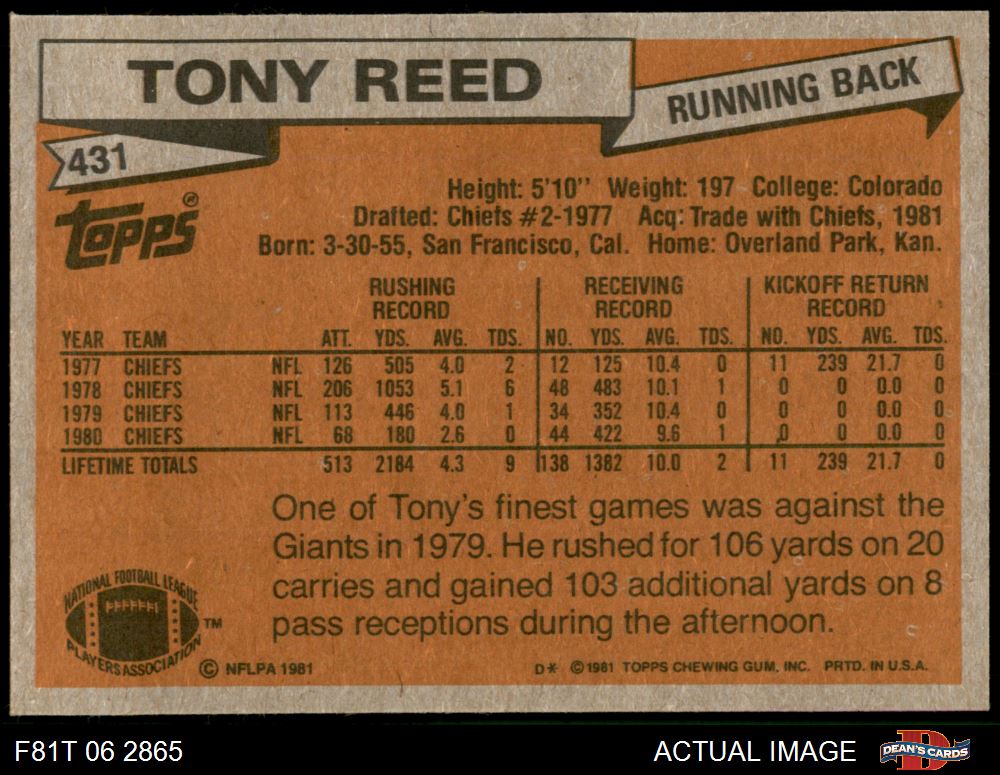 TONY REED
RUNNING BACK
431
Topps®
Height: 5'10" Weight: 197 College: Colorado
Drafted: Chiefs #2-1977 Acq: Trade with Chiefs, 1981
Born: 3-30-55, San Francisco, Cal. Home: Overland Park, Kan.
RUSHING RECORD RECEIVING RECORD KICKOFF RETURN RECORD
YEAR TEAM ATT. YDS. AVG. TDS. NO. YDS. AVG. TDS. NO. YDS. AVG. TDS.
1977 CHIEFS NFL 126 505 4.0 2 12 125 10.4 0 11 239 21.7 0
1978 CHIEFS NFL 206 1053 5.1 6 48 483 10.1 1 0 0 0.0 0
1979 CHIEFS NFL 113 446 4.0 1 34 352 10.4 0 0 0 0.0 0
1980 CHIEFS NFL 68 180 2.6 0 44 422 9.6 1 0 0 0.0 0
LIFETIME TOTALS 513 2184 4.3 9 138 1382 10.0 2 11 239 21.7 0
One of Tony's finest games was against the
Giants in 1979. He rushed for 106 yards on 20
carries and gained 103 additional yards on 8
pass receptions during the afternoon.
NATIONAL FOOTBALL LEAGUE
PLAYERS ASSOCIATION
TM
© NFLPA 1981
D* © 1981 TOPPS CHEWING GUM, INC. PRTD. IN U.S.A.
F81T 06 2865
ACTUAL IMAGE
D
DEAN'S CARDS